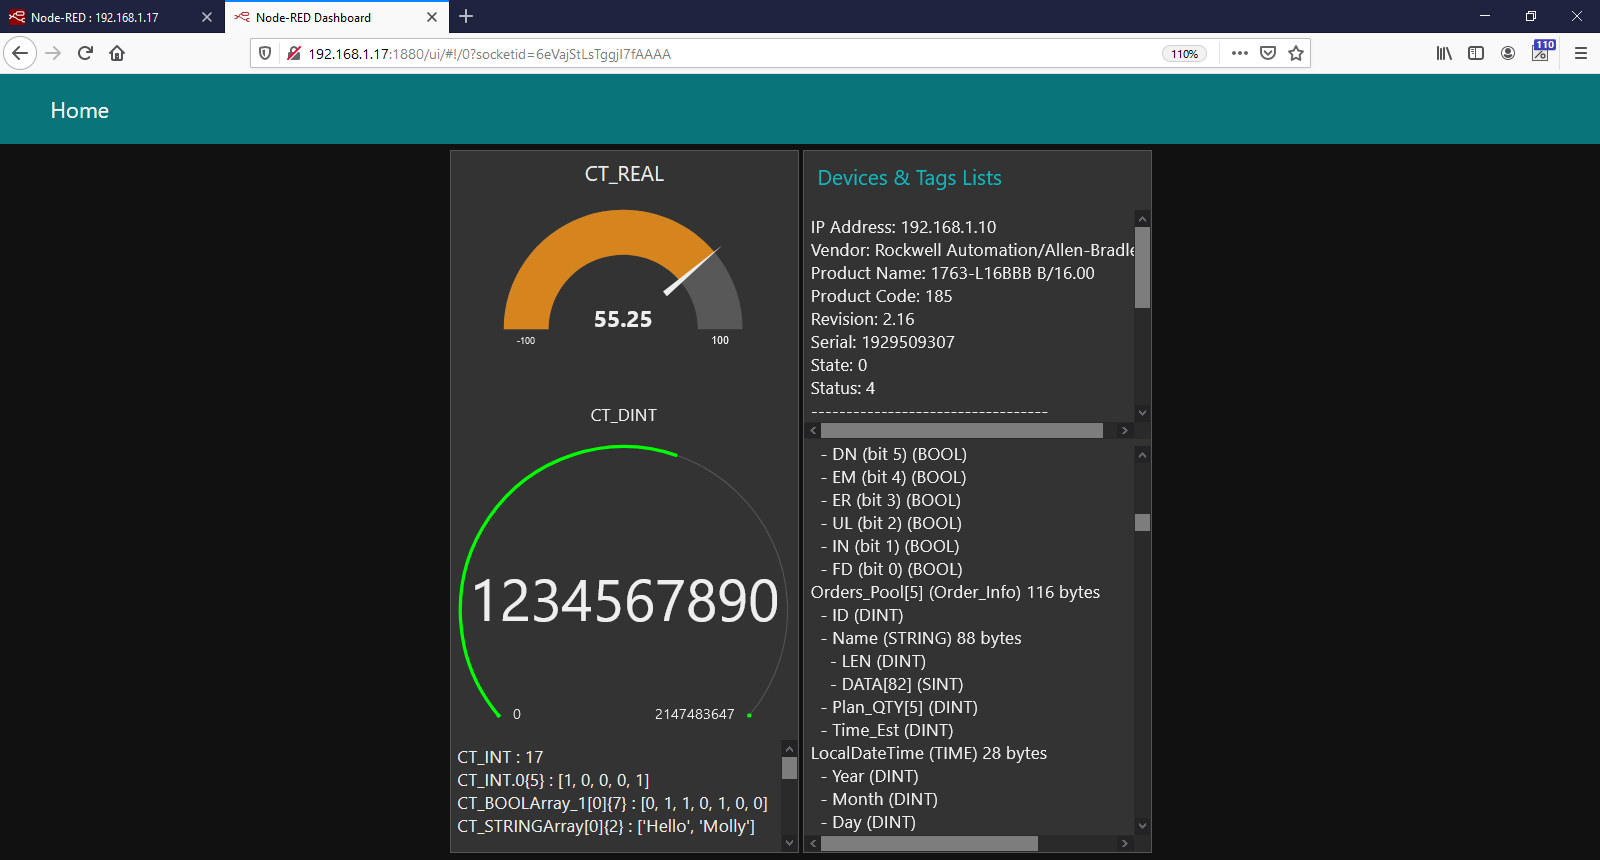 Node-RED : 192.168.1.17
Node-RED Dashboard
192.168.1.17:1880/ui/#!/0?socketid=6eVajStLsTggjI7fAAAA
110%
110
Home
CT_REAL
55.25
-100
100
CT_DINT
1234567890
0
2147483647
CT_INT : 17
CT_INT.0{5} : [1, 0, 0, 0, 1]
CT_BOOLArray_1[0]{7} : [0, 1, 1, 0, 1, 0, 0]
CT_STRINGArray[0]{2} : ['Hello', 'Molly']
Devices & Tags Lists
IP Address: 192.168.1.10
Vendor: Rockwell Automation/Allen-Bradle
Product Name: 1763-L16BBB B/16.00
Product Code: 185
Revision: 2.16
Serial: 1929509307
State: 0
Status: 4
----------------------------------
- DN (bit 5) (BOOL)
- EM (bit 4) (BOOL)
- ER (bit 3) (BOOL)
- UL (bit 2) (BOOL)
- IN (bit 1) (BOOL)
- FD (bit 0) (BOOL)
Orders_Pool[5] (Order_Info) 116 bytes
- ID (DINT)
- Name (STRING) 88 bytes
- LEN (DINT)
- DATA[82] (SINT)
- Plan_QTY[5] (DINT)
- Time_Est (DINT)
LocalDateTime (TIME) 28 bytes
- Year (DINT)
- Month (DINT)
- Day (DINT)